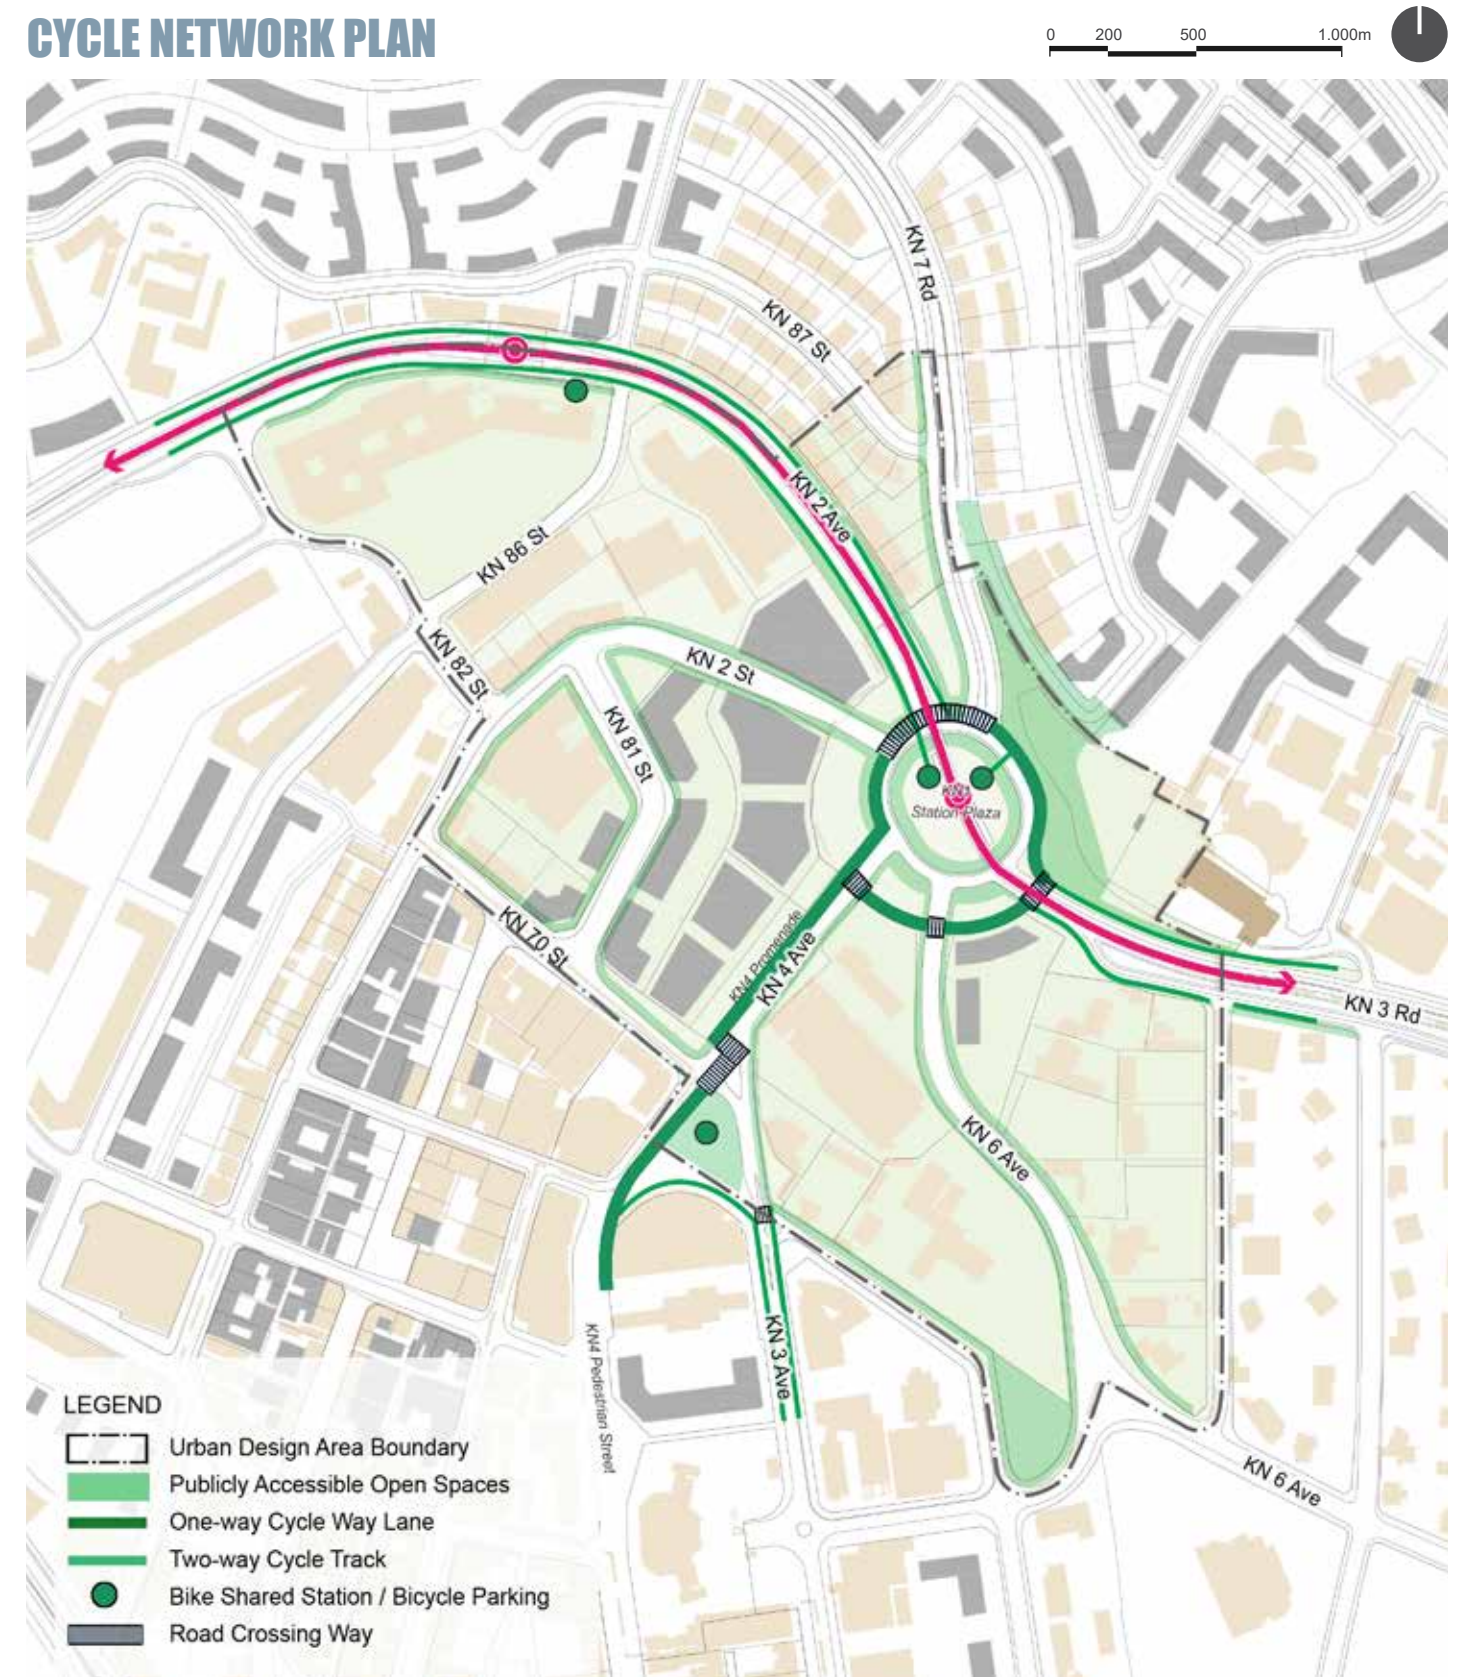 CYCLE NETWORK PLAN
0 200 500 1.000m
KN 7 Rd
KN 87 St
KN 2 Ave
KN 86 St
KN 82 St
KN 2 St
KN 81 St
KN1
Station Plaza
KN 70 St
KN4 Promenade
KN 4 Ave
KN 3 Rd
KN 6 Ave
KN 3 Ave
KN4 Pedestrian Street
KN 6 Ave
LEGEND
Urban Design Area Boundary
Publicly Accessible Open Spaces
One-way Cycle Way Lane
Two-way Cycle Track
Bike Shared Station / Bicycle Parking
Road Crossing Way